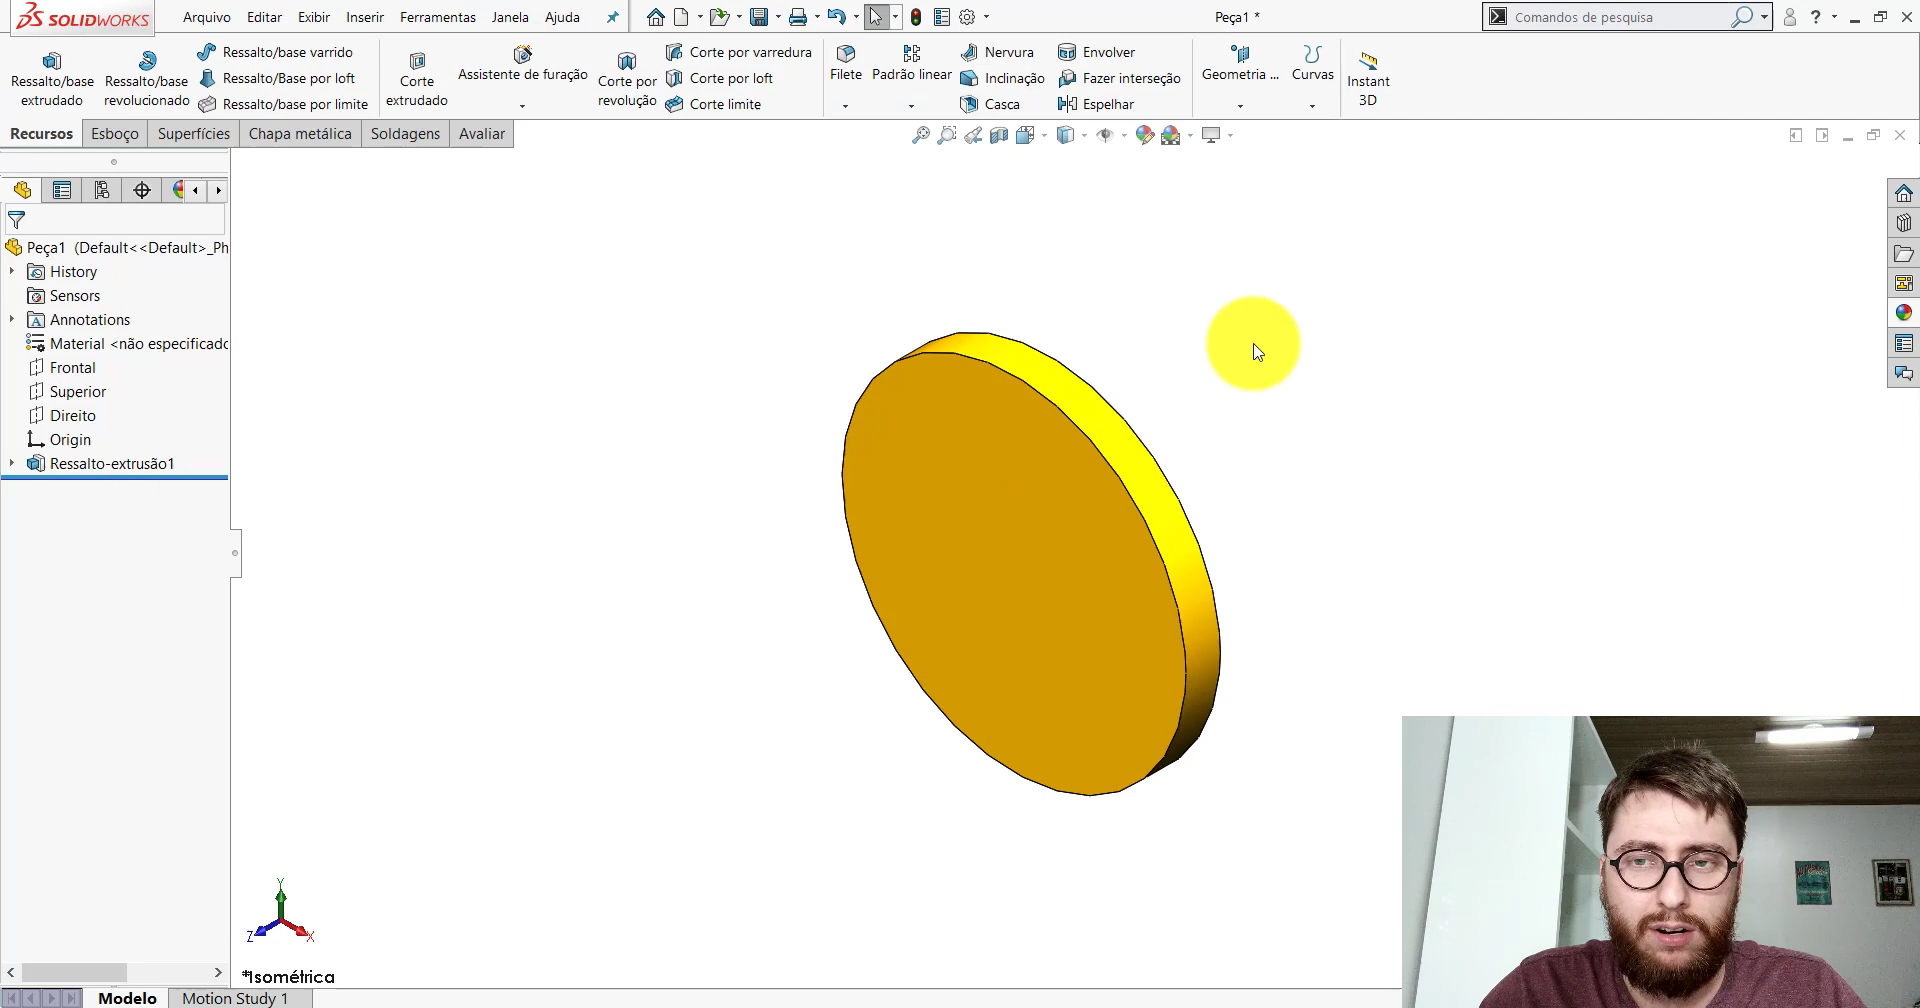 SOLIDWORKS
Arquivo Editar Exibir Inserir Ferramentas Janela Ajuda
Peça1 *
Comandos de pesquisa
Ressalto/base extrudado
Ressalto/base revolucionado
Ressalto/base varrido
Ressalto/Base por loft
Ressalto/base por limite
Corte extrudado
Assistente de furação
Corte por revolução
Corte por varredura
Corte por loft
Corte limite
Filete
Padrão linear
Nervura
Inclinação
Casca
Envolver
Fazer interseção
Espelhar
Geometria ...
Curvas
Instant 3D
Recursos Esboço Superfícies Chapa metálica Soldagens Avaliar
Peça1 (Default<<Default>_Ph
History
Sensors
Annotations
Material <não especificado
Frontal
Superior
Direito
Origin
Ressalto-extrusão1
Y
Z
X
*Isométrica
Modelo Motion Study 1